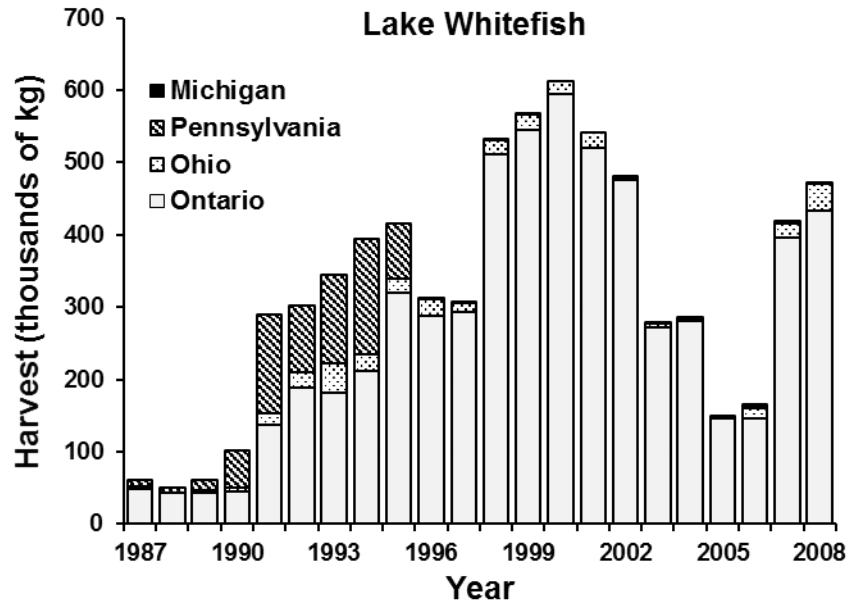 Lake Whitefish
700
600
500
400
300
200
100
0
Harvest (thousands of kg)
Michigan
Pennsylvania
Ohio
Ontario
1987 1990 1993 1996 1999 2002 2005 2008
Year